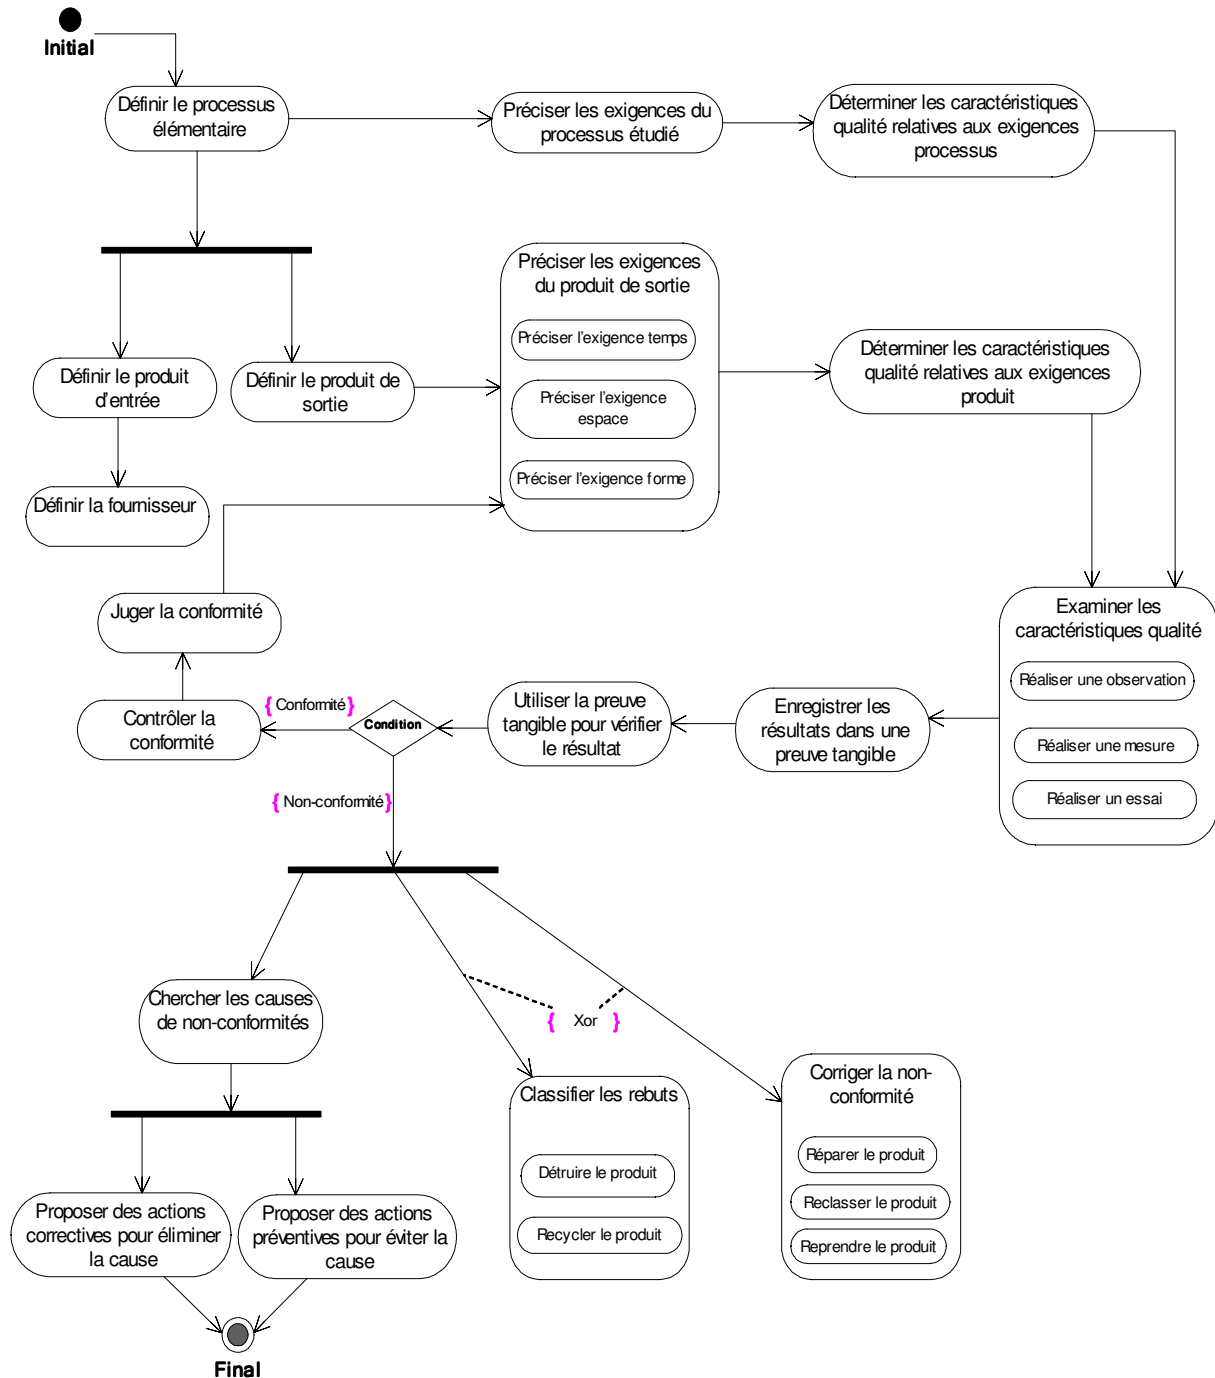 Initial
Définir le processus
élémentaire
Préciser les exigences du
processus étudié
Déterminer les caractéristiques
qualité relatives aux exigences
processus
Préciser les exigences
du produit de sortie
Préciser l'exigence temps
Préciser l'exigence
espace
Préciser l'exigence forme
Déterminer les caractéristiques
qualité relatives aux exigences
produit
Définir le produit
d'entrée
Définir le produit de
sortie
Définir la fournisseur
Juger la conformité
Contrôler la
conformité
{ Conformité }
Condition
{ Non-conformité }
Utiliser la preuve
tangible pour vérifier
le résultat
Enregistrer les
résultats dans une
preuve tangible
Examiner les
caractéristiques qualité
Réaliser une observation
Réaliser une mesure
Réaliser un essai
Chercher les causes
de non-conformités
{ Xor }
Classifier les rebuts
Détruire le produit
Recycler le produit
Corriger la non-
conformité
Réparer le produit
Reclasser le produit
Reprendre le produit
Proposer des actions
correctives pour éliminer
la cause
Proposer des actions
préventives pour éviter la
cause
Final